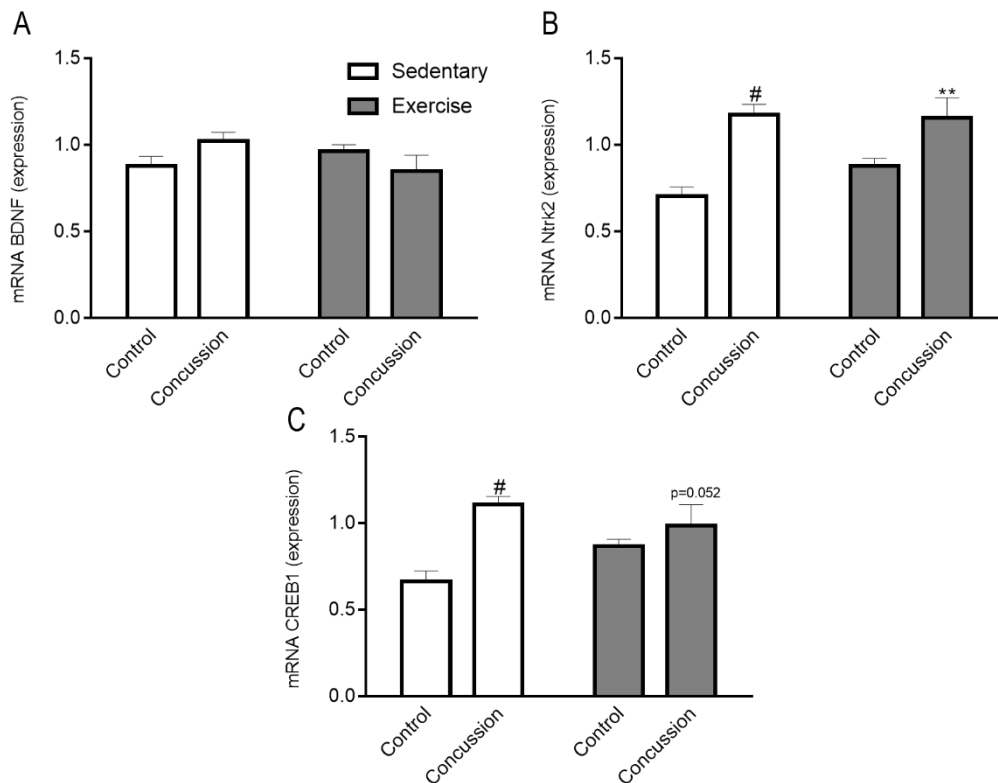 A
mRNA BDNF (expression)
1.5
1.0
0.5
0.0
Sedentary
Exercise
Control
Concussion
Control
Concussion
B
mRNA Ntrk2 (expression)
1.5
1.0
0.5
0.0
#
**
Control
Concussion
Control
Concussion
C
mRNA CREB1 (expression)
1.5
1.0
0.5
0.0
#
p=0.052
Control
Concussion
Control
Concussion